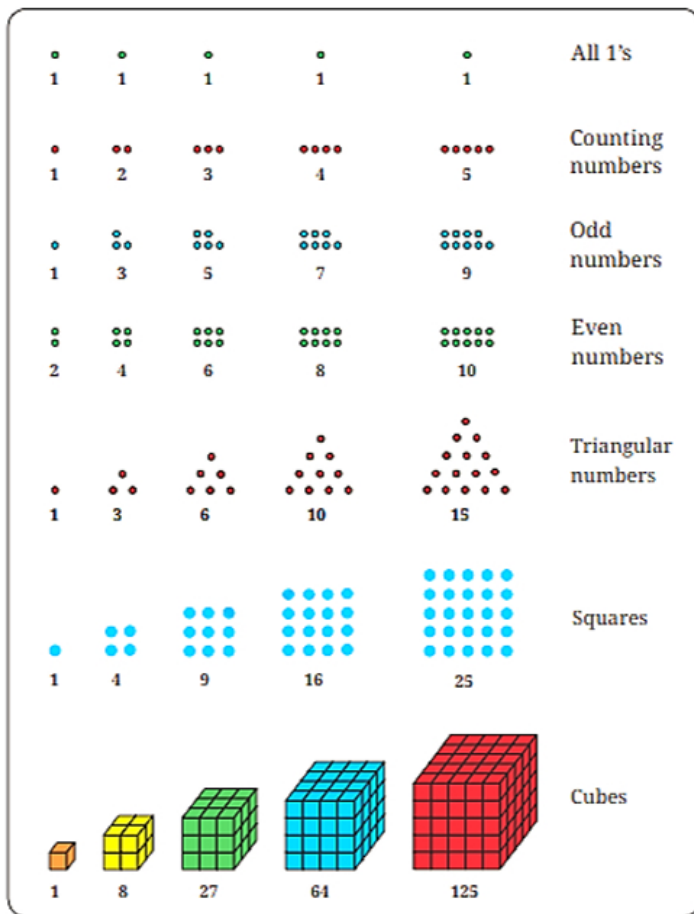 All 1's
1 1 1 1 1
Counting
numbers
1 2 3 4 5
Odd
numbers
1 3 5 7 9
Even
numbers
2 4 6 8 10
Triangular
numbers
1 3 6 10 15
Squares
1 4 9 16 25
Cubes
1 8 27 64 125